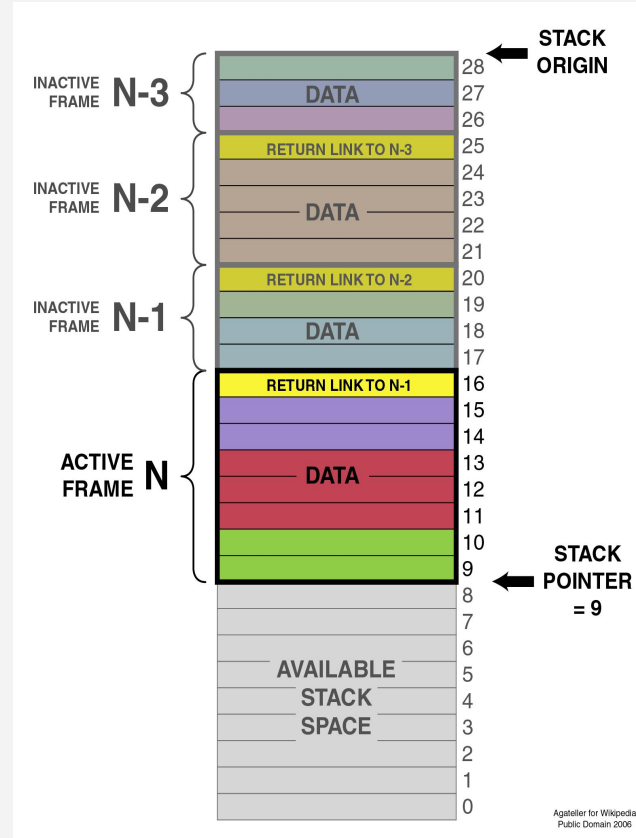 STACK
ORIGIN
INACTIVE
FRAME N-3
DATA
28
27
26
RETURN LINK TO N-3
25
INACTIVE
FRAME N-2
DATA
24
23
22
21
RETURN LINK TO N-2
20
INACTIVE
FRAME N-1
DATA
19
18
17
RETURN LINK TO N-1
16
ACTIVE
FRAME N
DATA
15
14
13
12
11
10
9
STACK
POINTER
= 9
AVAILABLE
STACK
SPACE
8
7
6
5
4
3
2
1
0
Agateller for Wikipedia
Public Domain 2006